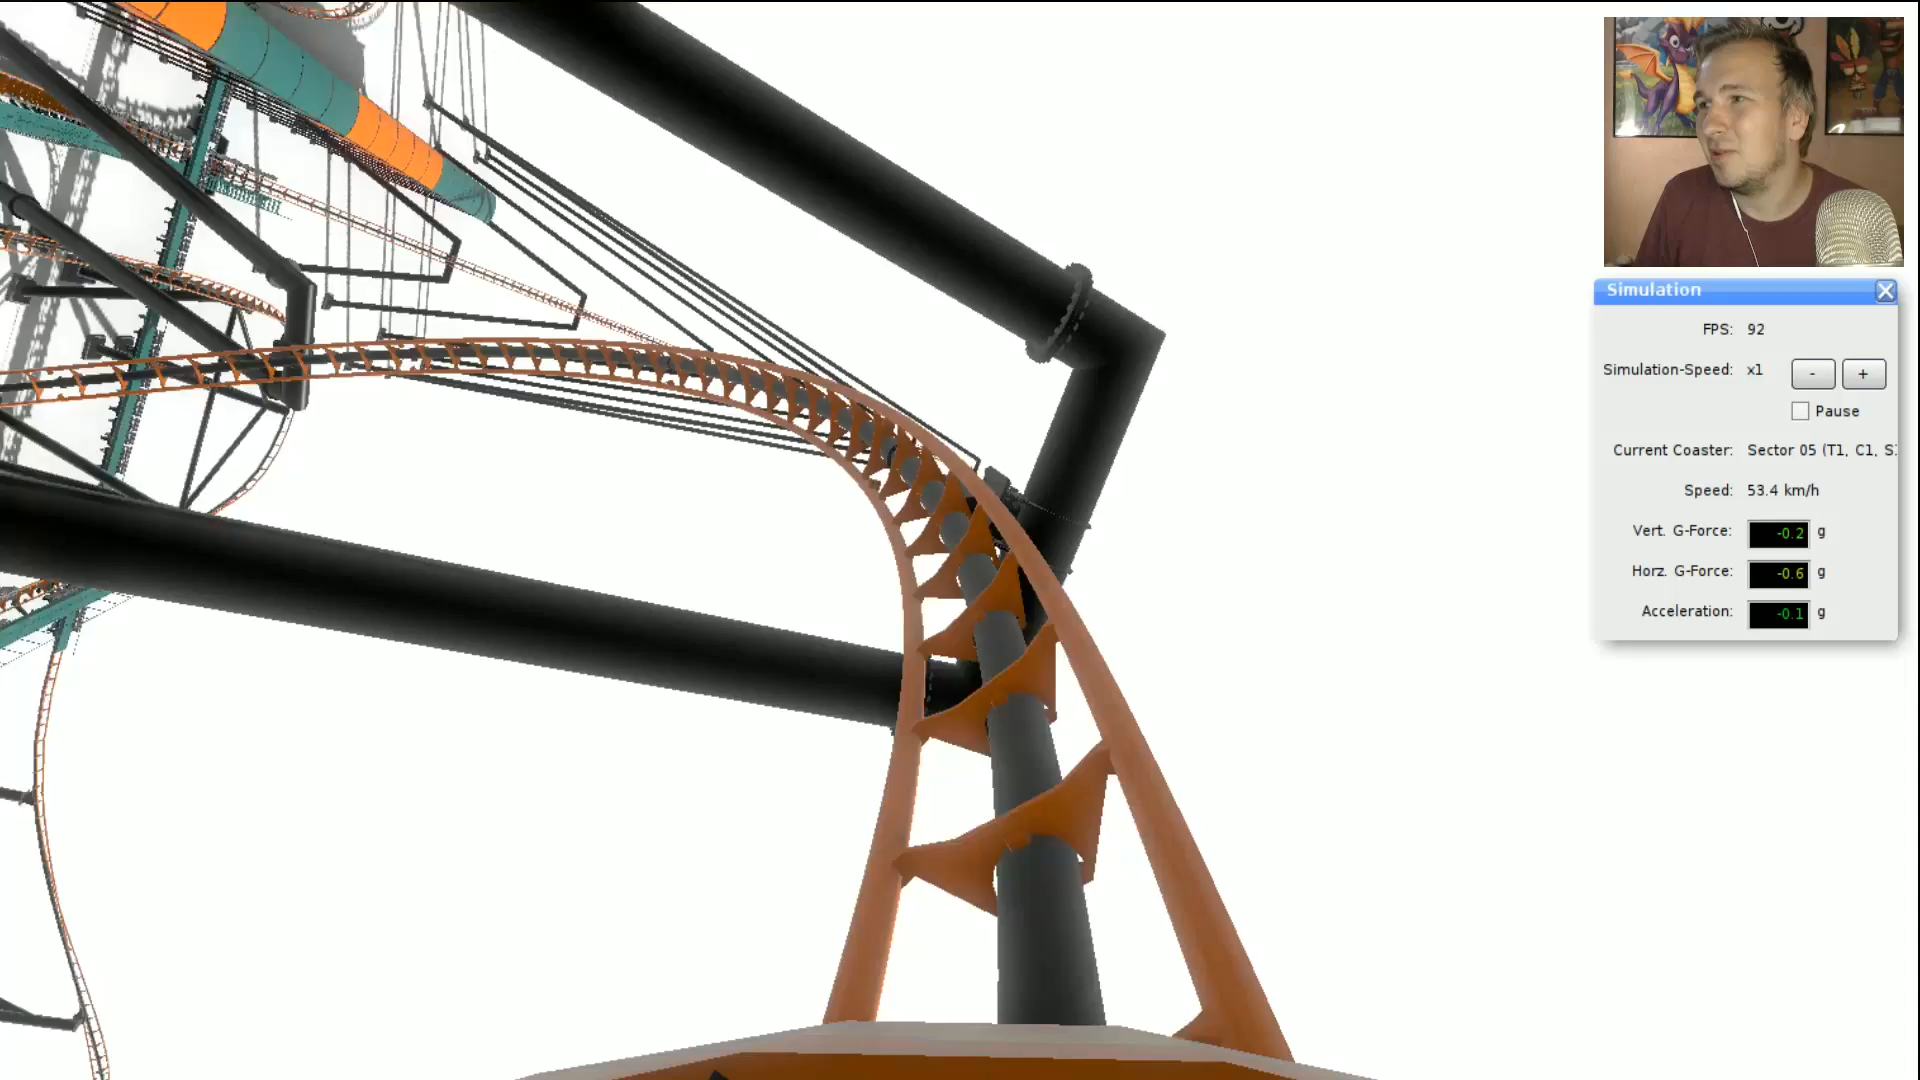 Simulation
FPS: 92
Simulation-Speed: x1 - +
Pause
Current Coaster: Sector 05 (T1, C1, S
Speed: 53.4 km/h
Vert. G-Force: -0.2 g
Horz. G-Force: -0.6 g
Acceleration: -0.1 g